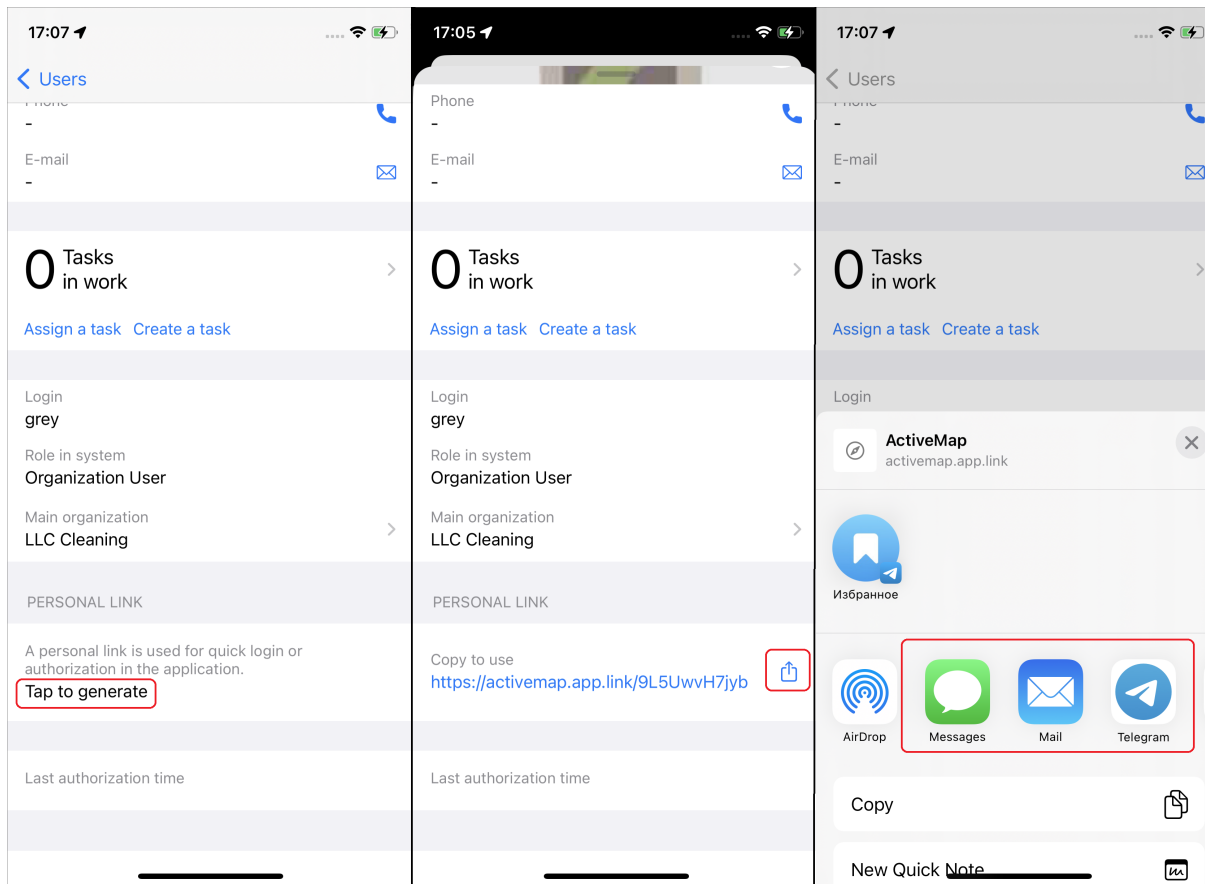 17:07
Users
Phone
-
E-mail
-
0 Tasks
in work
Assign a task Create a task
Login
grey
Role in system
Organization User
Main organization
LLC Cleaning
PERSONAL LINK
A personal link is used for quick login or
authorization in the application.
Tap to generate
Last authorization time
17:05
Phone
-
E-mail
-
0 Tasks
in work
Assign a task Create a task
Login
grey
Role in system
Organization User
Main organization
LLC Cleaning
PERSONAL LINK
Copy to use
https://activemap.app.link/9L5UwvH7jyb
Last authorization time
17:07
Users
Phone
-
E-mail
-
0 Tasks
in work
Assign a task Create a task
Login
ActiveMap
activemap.app.link
Избранное
AirDrop
Messages
Mail
Telegram
Copy
New Quick Note